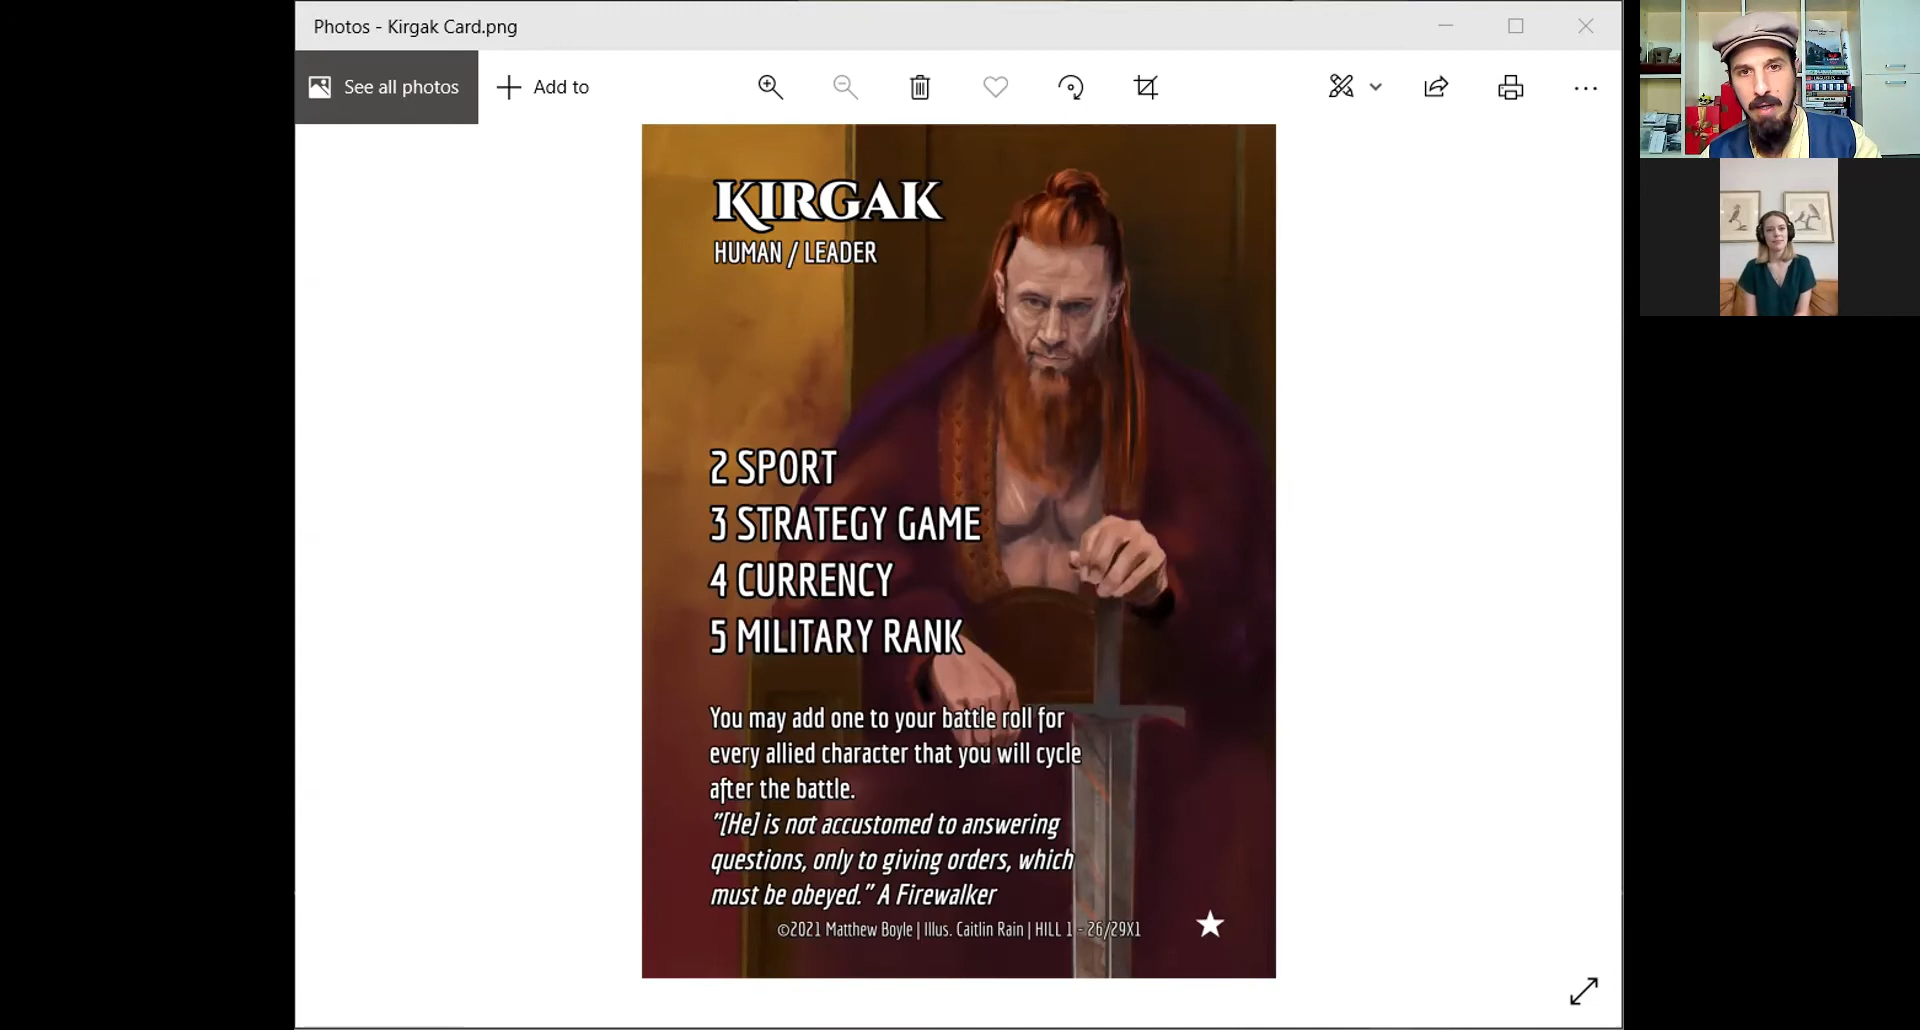 Photos - Kirgak Card.png
See all photos
Add to
KIRGAK
HUMAN / LEADER
2 SPORT
3 STRATEGY GAME
4 CURRENCY
5 MILITARY RANK
You may add one to your battle roll for
every allied character that you will cycle
after the battle.
"[He] is not accustomed to answering
questions, only to giving orders, which
must be obeyed." A Firewalker
©2021 Matthew Boyle | Illus. Caitlin Rain | HILL 1 - 26/29X1
LINGUISTICS